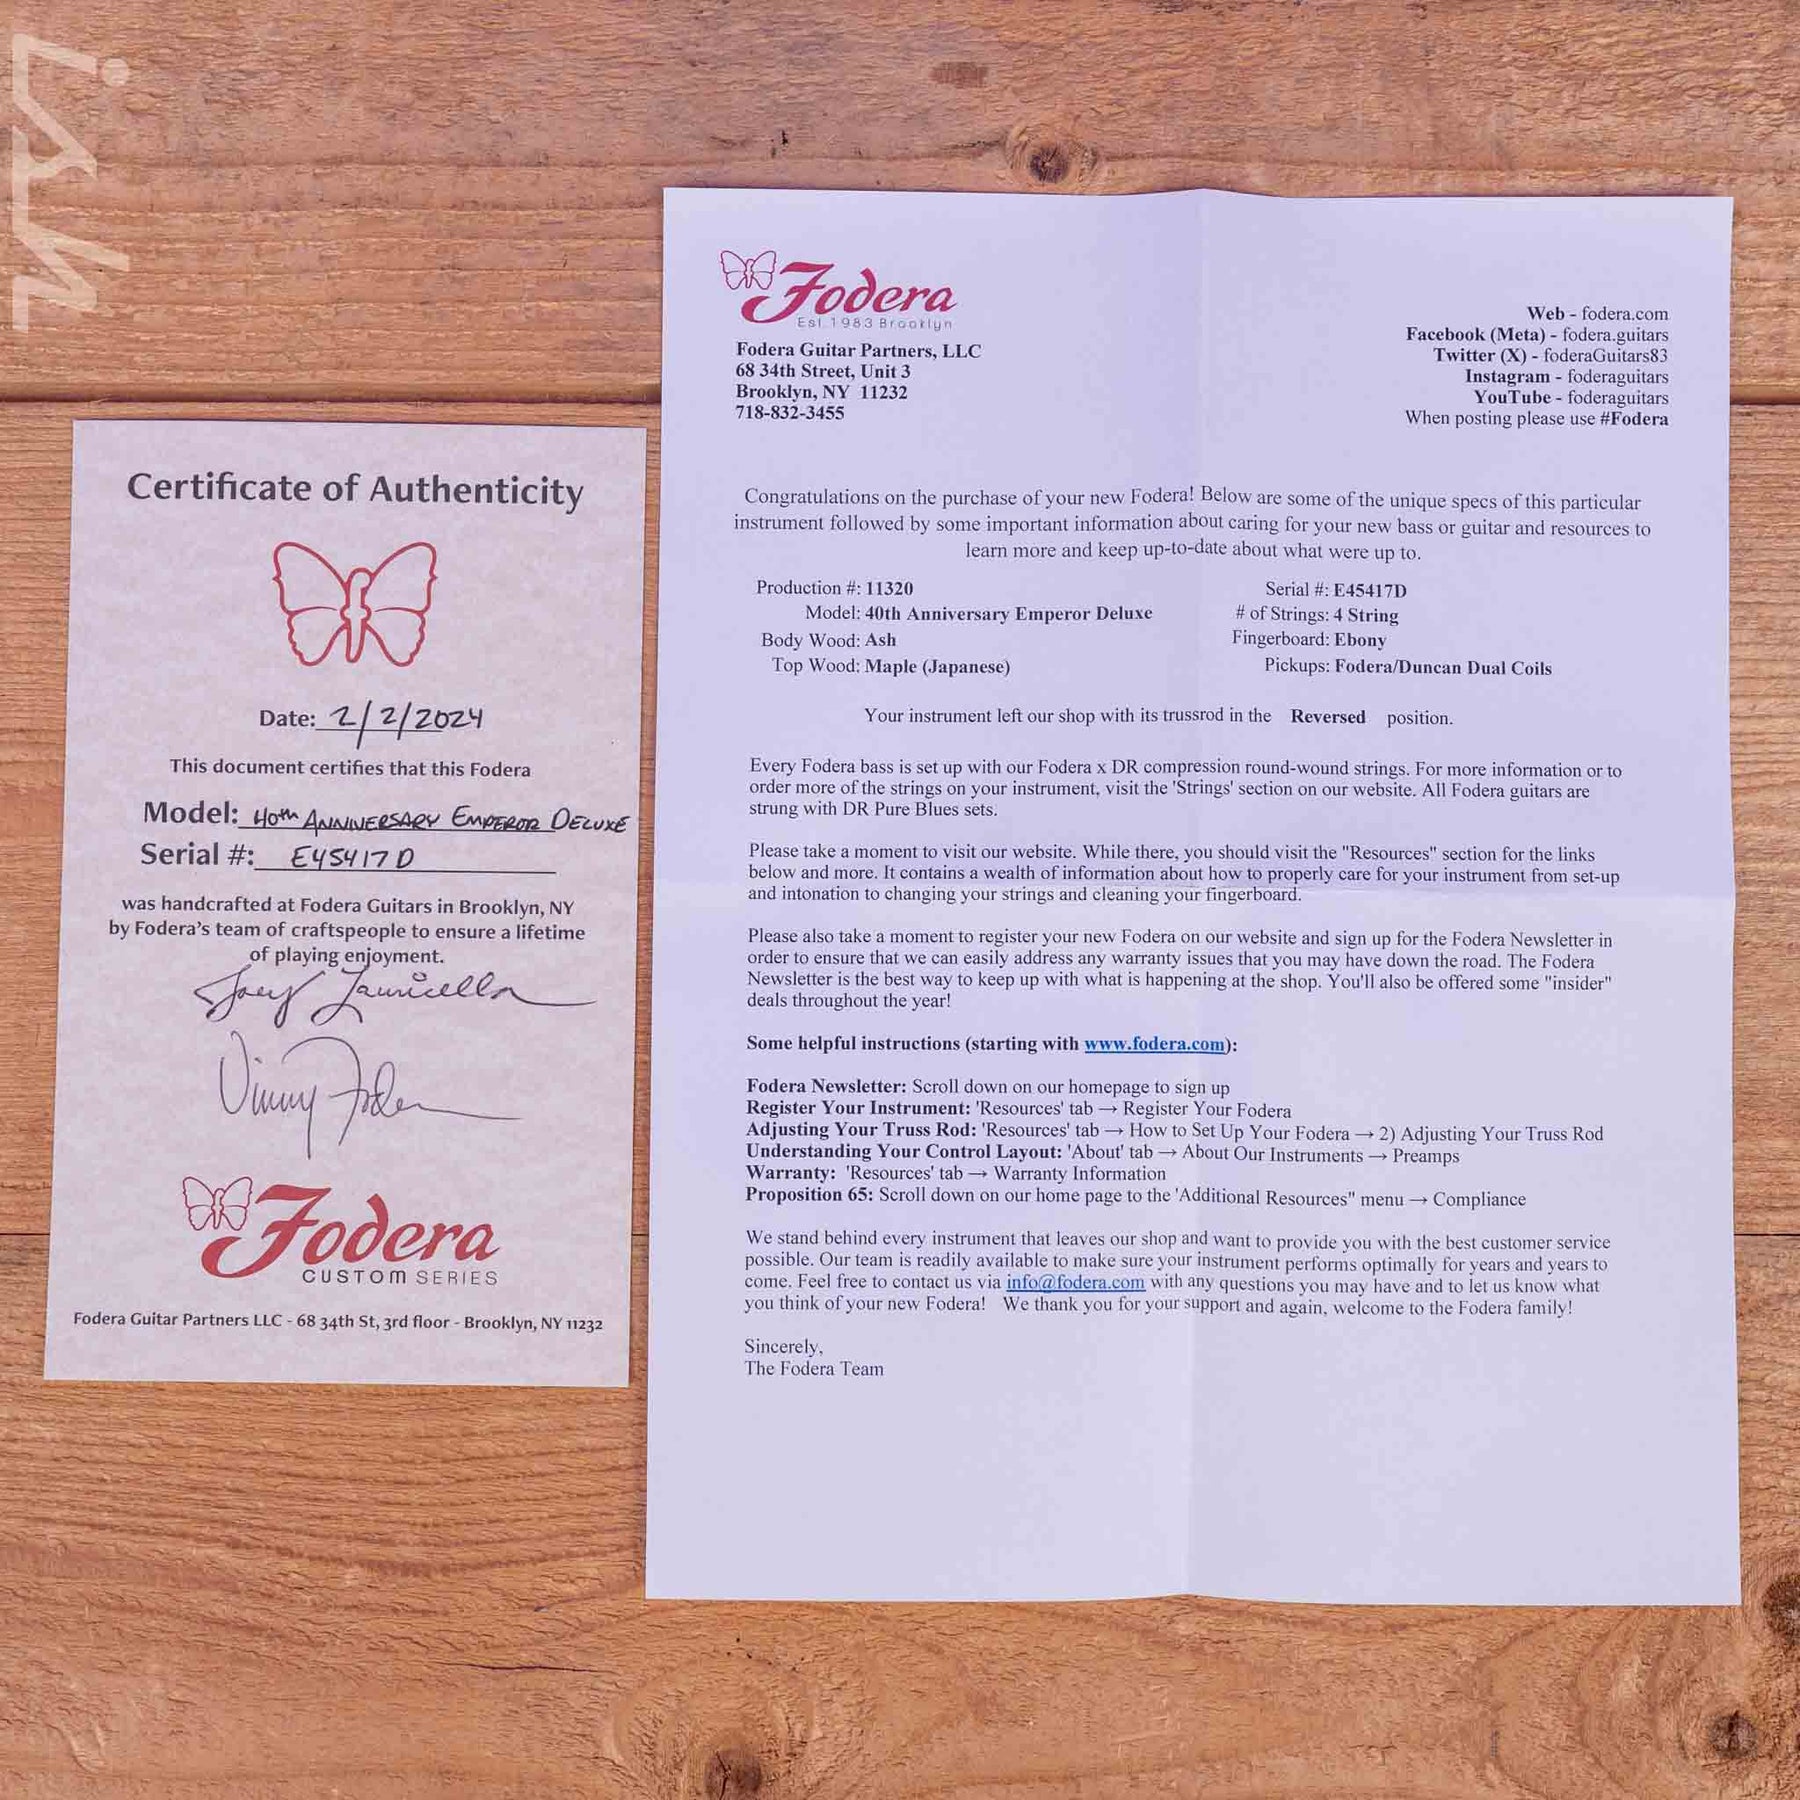 Certificate of Authenticity
Date: 2/2/2024
This document certifies that this Fodera
Model: 40th ANNIVERSARY EMPEROR DELUXE
Serial #: E45417D
was handcrafted at Fodera Guitars in Brooklyn, NY
by Fodera's team of craftspeople to ensure a lifetime
of playing enjoyment.
Joey Lauricella
Vinny Fodera
Fodera
CUSTOM SERIES
Fodera Guitar Partners LLC - 68 34th St, 3rd floor - Brooklyn, NY 11232
Fodera
Est. 1983 Brooklyn
Fodera Guitar Partners, LLC
68 34th Street, Unit 3
Brooklyn, NY 11232
718-832-3455
Web - fodera.com
Facebook (Meta) - fodera.guitars
Twitter (X) - foderaGuitars83
Instagram - foderaguitars
YouTube - foderaguitars
When posting please use #Fodera
Congratulations on the purchase of your new Fodera! Below are some of the unique specs of this particular
instrument followed by some important information about caring for your new bass or guitar and resources to
learn more and keep up-to-date about what were up to.
Production #: 11320
Model: 40th Anniversary Emperor Deluxe
Body Wood: Ash
Top Wood: Maple (Japanese)
Serial #: E45417D
# of Strings: 4 String
Fingerboard: Ebony
Pickups: Fodera/Duncan Dual Coils
Your instrument left our shop with its trussrod in the Reversed position.
Every Fodera bass is set up with our Fodera x DR compression round-wound strings. For more information or to
order more of the strings on your instrument, visit the 'Strings' section on our website. All Fodera guitars are
strung with DR Pure Blues sets.
Please take a moment to visit our website. While there, you should visit the "Resources" section for the links
below and more. It contains a wealth of information about how to properly care for your instrument from set-up
and intonation to changing your strings and cleaning your fingerboard.
Please also take a moment to register your new Fodera on our website and sign up for the Fodera Newsletter in
order to ensure that we can easily address any warranty issues that you may have down the road. The Fodera
Newsletter is the best way to keep up with what is happening at the shop. You'll also be offered some "insider"
deals throughout the year!
Some helpful instructions (starting with www.fodera.com):
Fodera Newsletter: Scroll down on our homepage to sign up
Register Your Instrument: 'Resources' tab → Register Your Fodera
Adjusting Your Truss Rod: 'Resources' tab → How to Set Up Your Fodera → 2) Adjusting Your Truss Rod
Understanding Your Control Layout: 'About' tab → About Our Instruments → Preamps
Warranty: 'Resources' tab → Warranty Information
Proposition 65: Scroll down on our home page to the 'Additional Resources" menu → Compliance
We stand behind every instrument that leaves our shop and want to provide you with the best customer service
possible. Our team is readily available to make sure your instrument performs optimally for years and years to
come. Feel free to contact us via info@fodera.com with any questions you may have and to let us know what
you think of your new Fodera! We thank you for your support and again, welcome to the Fodera family!
Sincerely,
The Fodera Team